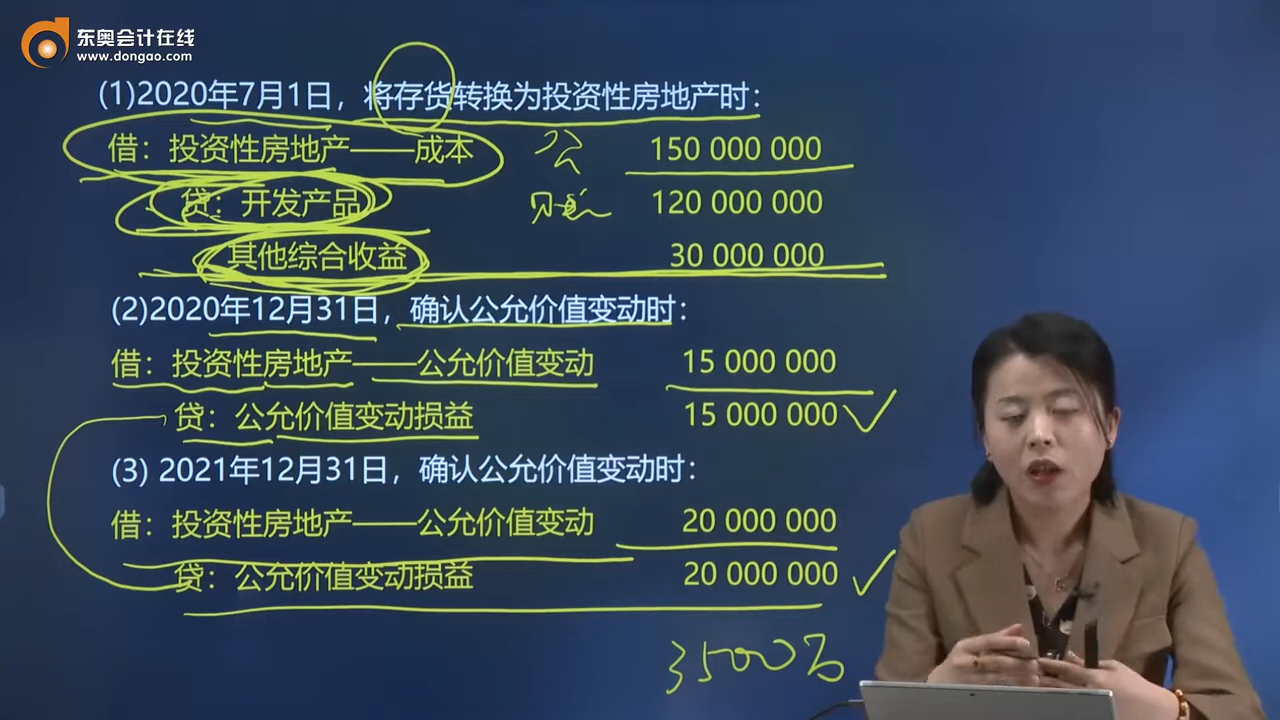 东奥会计在线
www.dongao.com
(1)2020年7月1日，将存货转换为投资性房地产时：
借：投资性房地产——成本 公 150 000 000
贷：开发产品 账 120 000 000
其他综合收益 30 000 000
(2)2020年12月31日，确认公允价值变动时：
借：投资性房地产——公允价值变动 15 000 000
贷：公允价值变动损益 15 000 000
(3) 2021年12月31日，确认公允价值变动时：
借：投资性房地产——公允价值变动 20 000 000
贷：公允价值变动损益 20 000 000
3500万